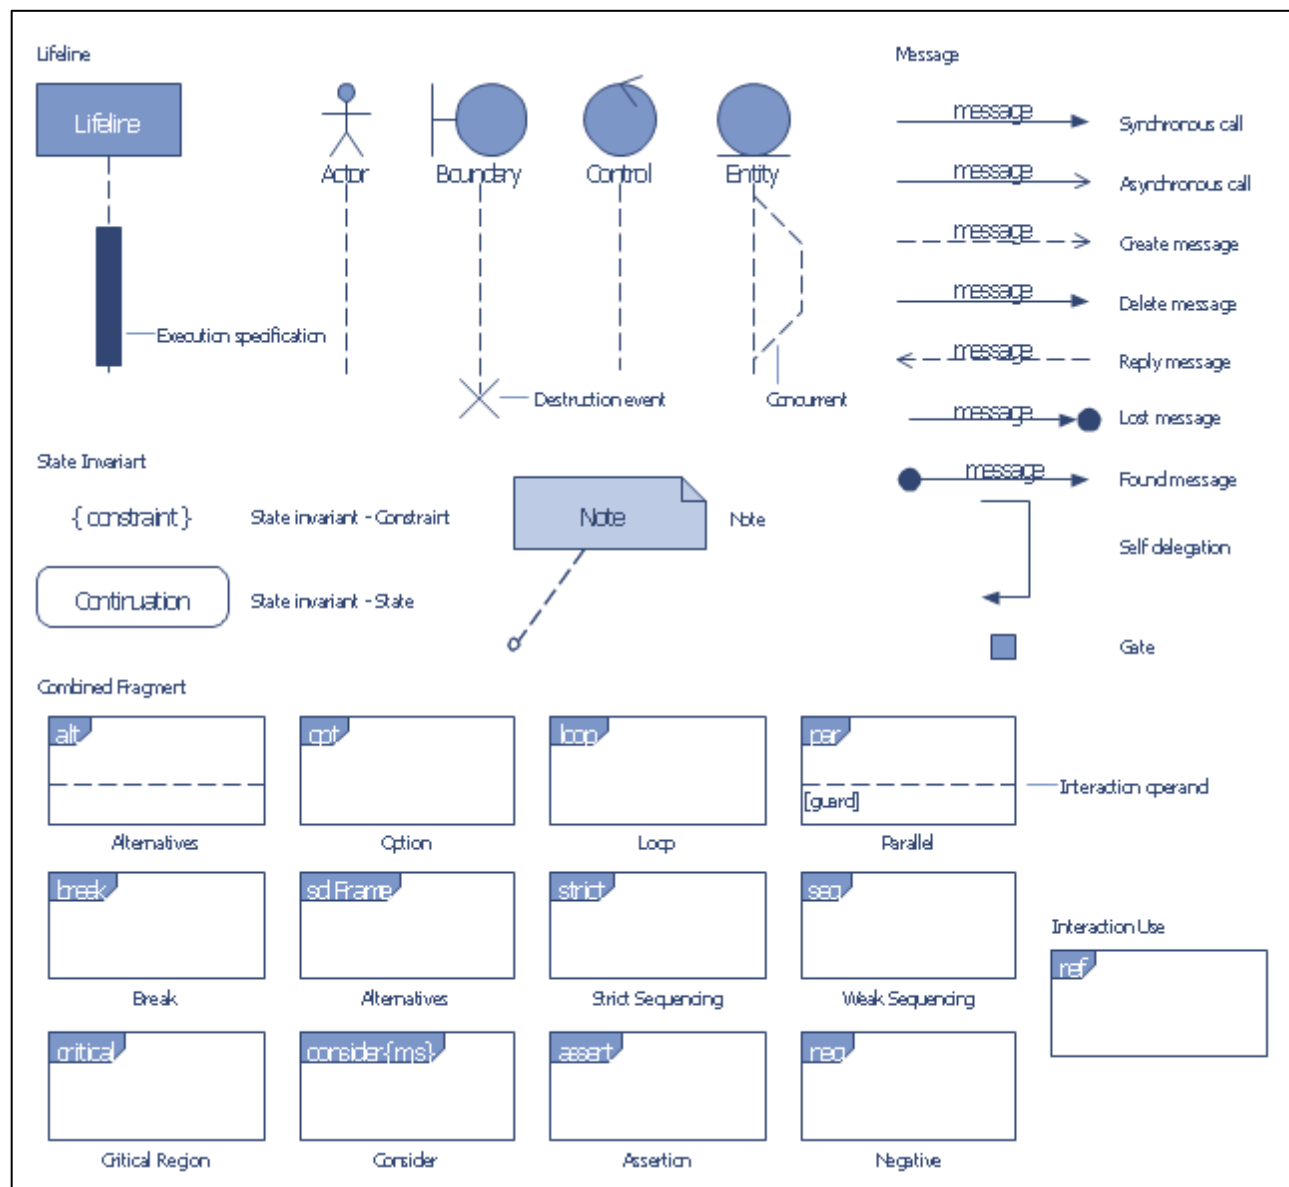 Lifeline
Message
Lifeline
Actor
Boundary
Control
Entity
Execution specification
Destruction event
Concurrent
message
Synchronous call
message
Asynchronous call
message
Create message
message
Delete message
message
Reply message
message
Lost message
message
Found message
Self delegation
Gate
State Invariart
{ constraint }
State invariant - Constraint
Note
Note
Continuation
State invariant - State
Combined Fragment
alt
opt
loop
par
[guard]
Interaction operand
Alternatives
Option
Loop
Parallel
break
sd Frame
strict
seq
Break
Alternatives
Strict Sequencing
Weak Sequencing
Interaction Use
ref
critical
consider{m,s}
assert
neg
Critical Region
Consider
Assertion
Negative